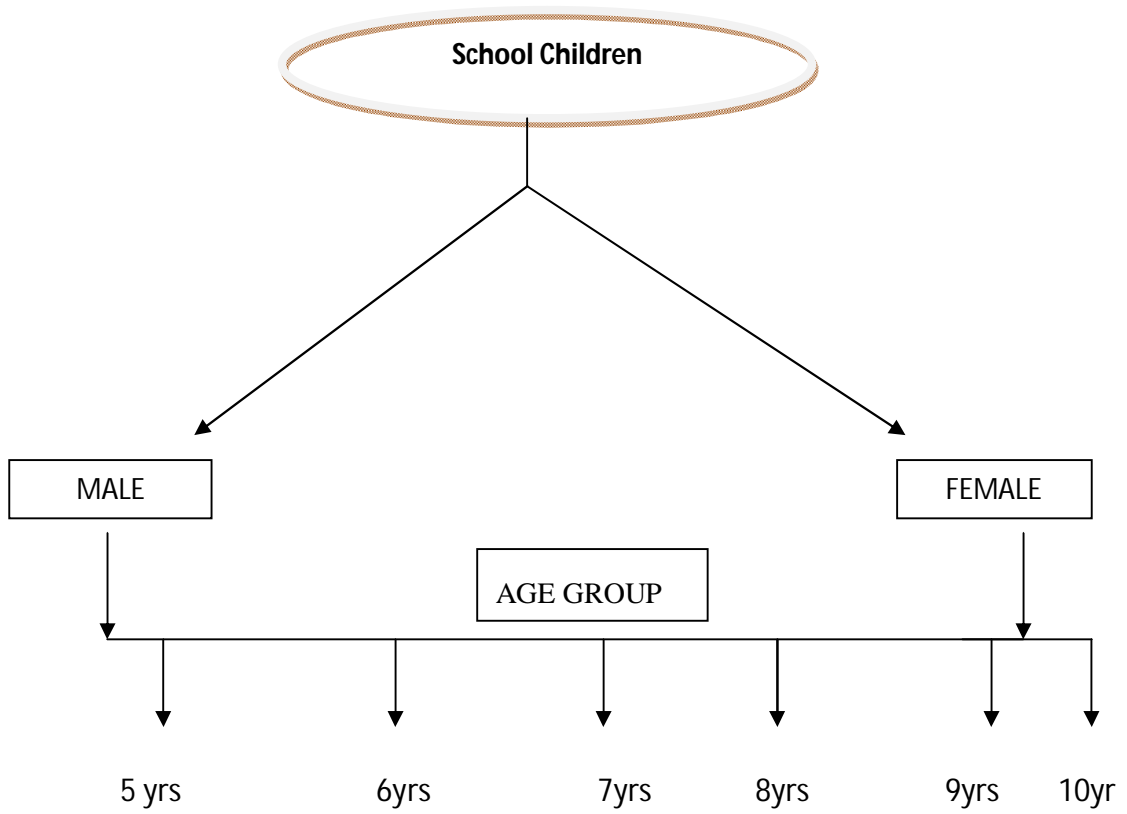 School Children
MALE
FEMALE
AGE GROUP
5 yrs
6yrs
7yrs
8yrs
9yrs
10yr